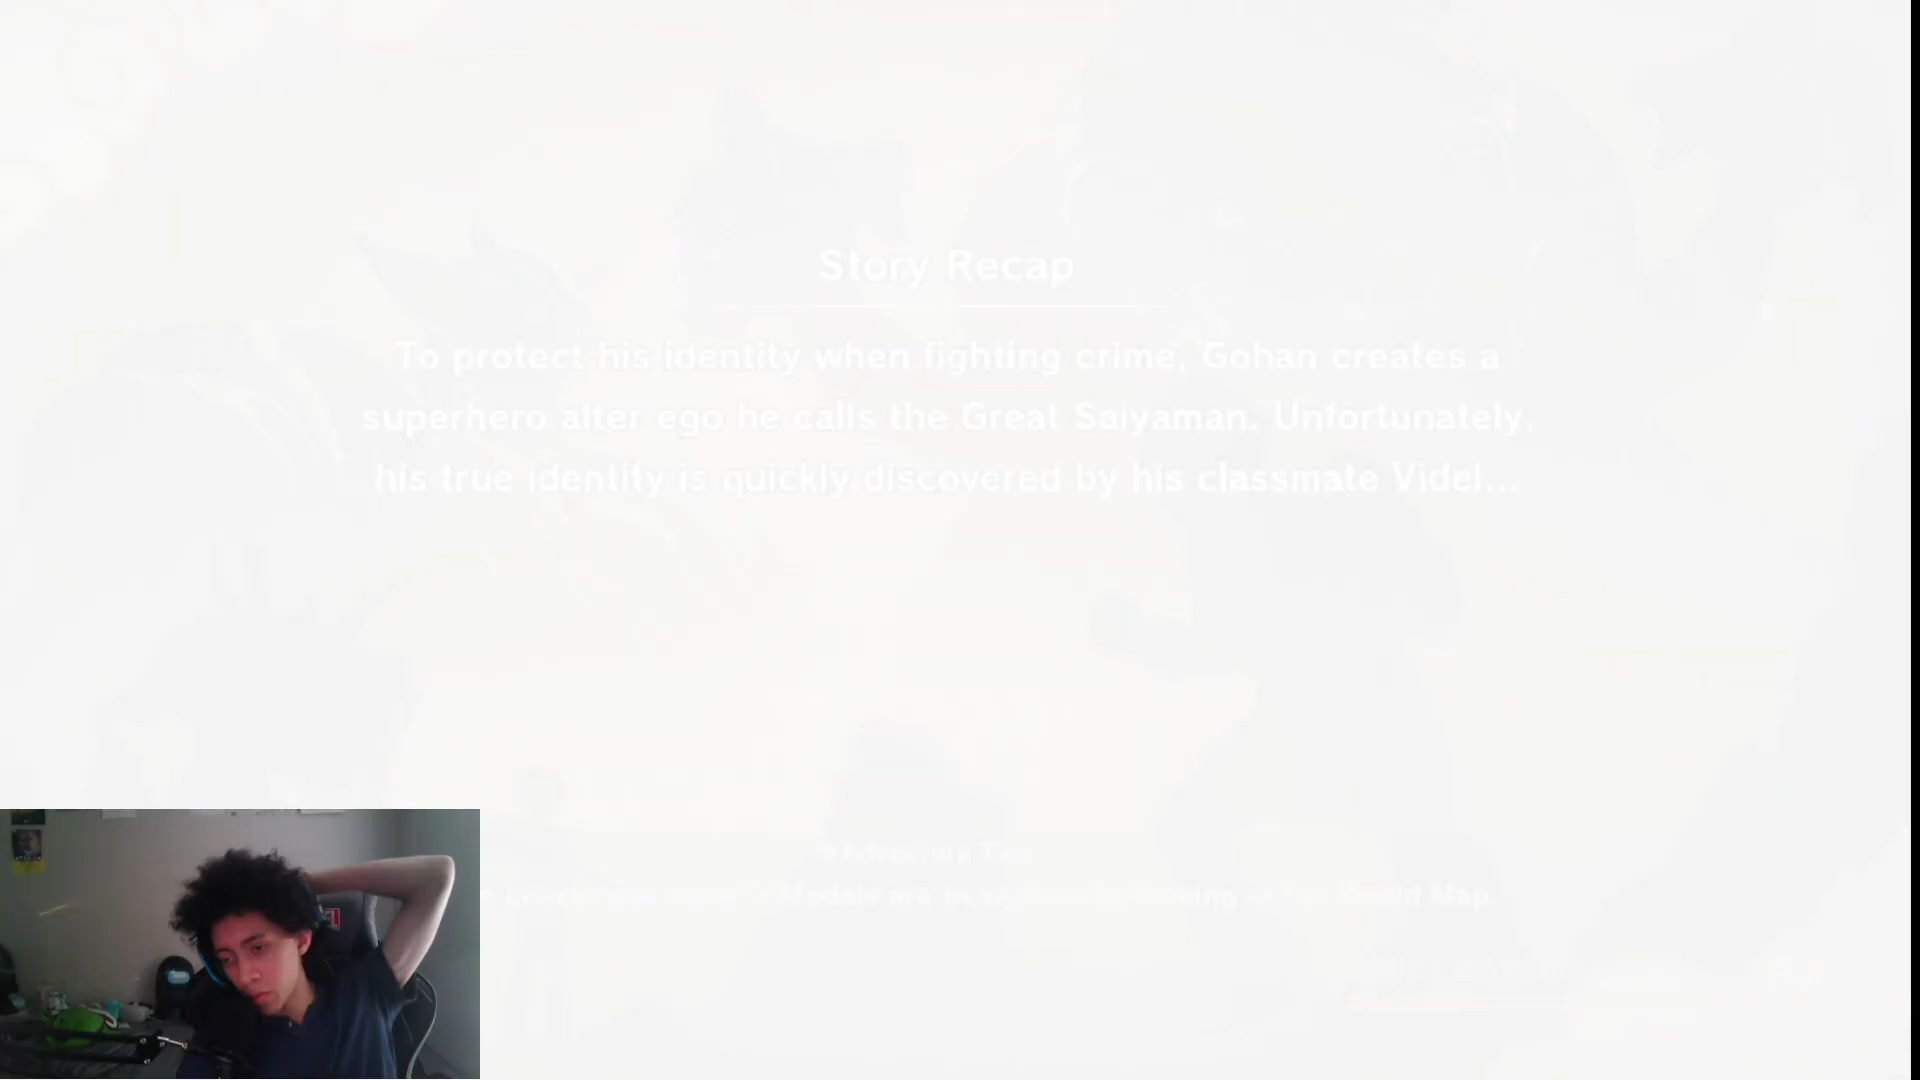 Story Recap
To protect his identity when fighting crime, Gohan creates a
superhero alter ego he calls the Great Saiyaman. Unfortunately,
his true identity is quickly discovered by his classmate Videl...
Adventure
Medals are World Map.